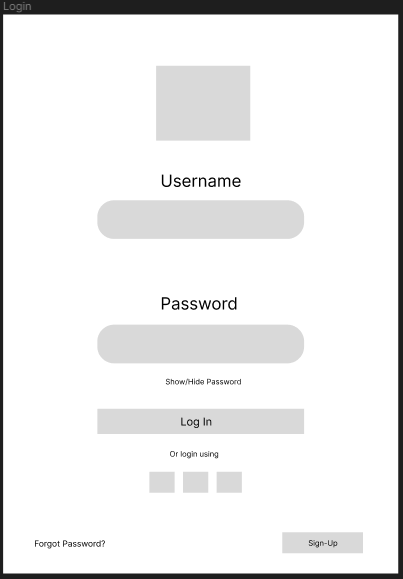 Login
Username
Password
Show/Hide Password
Log In
Or login using
Forgot Password?
Sign-Up